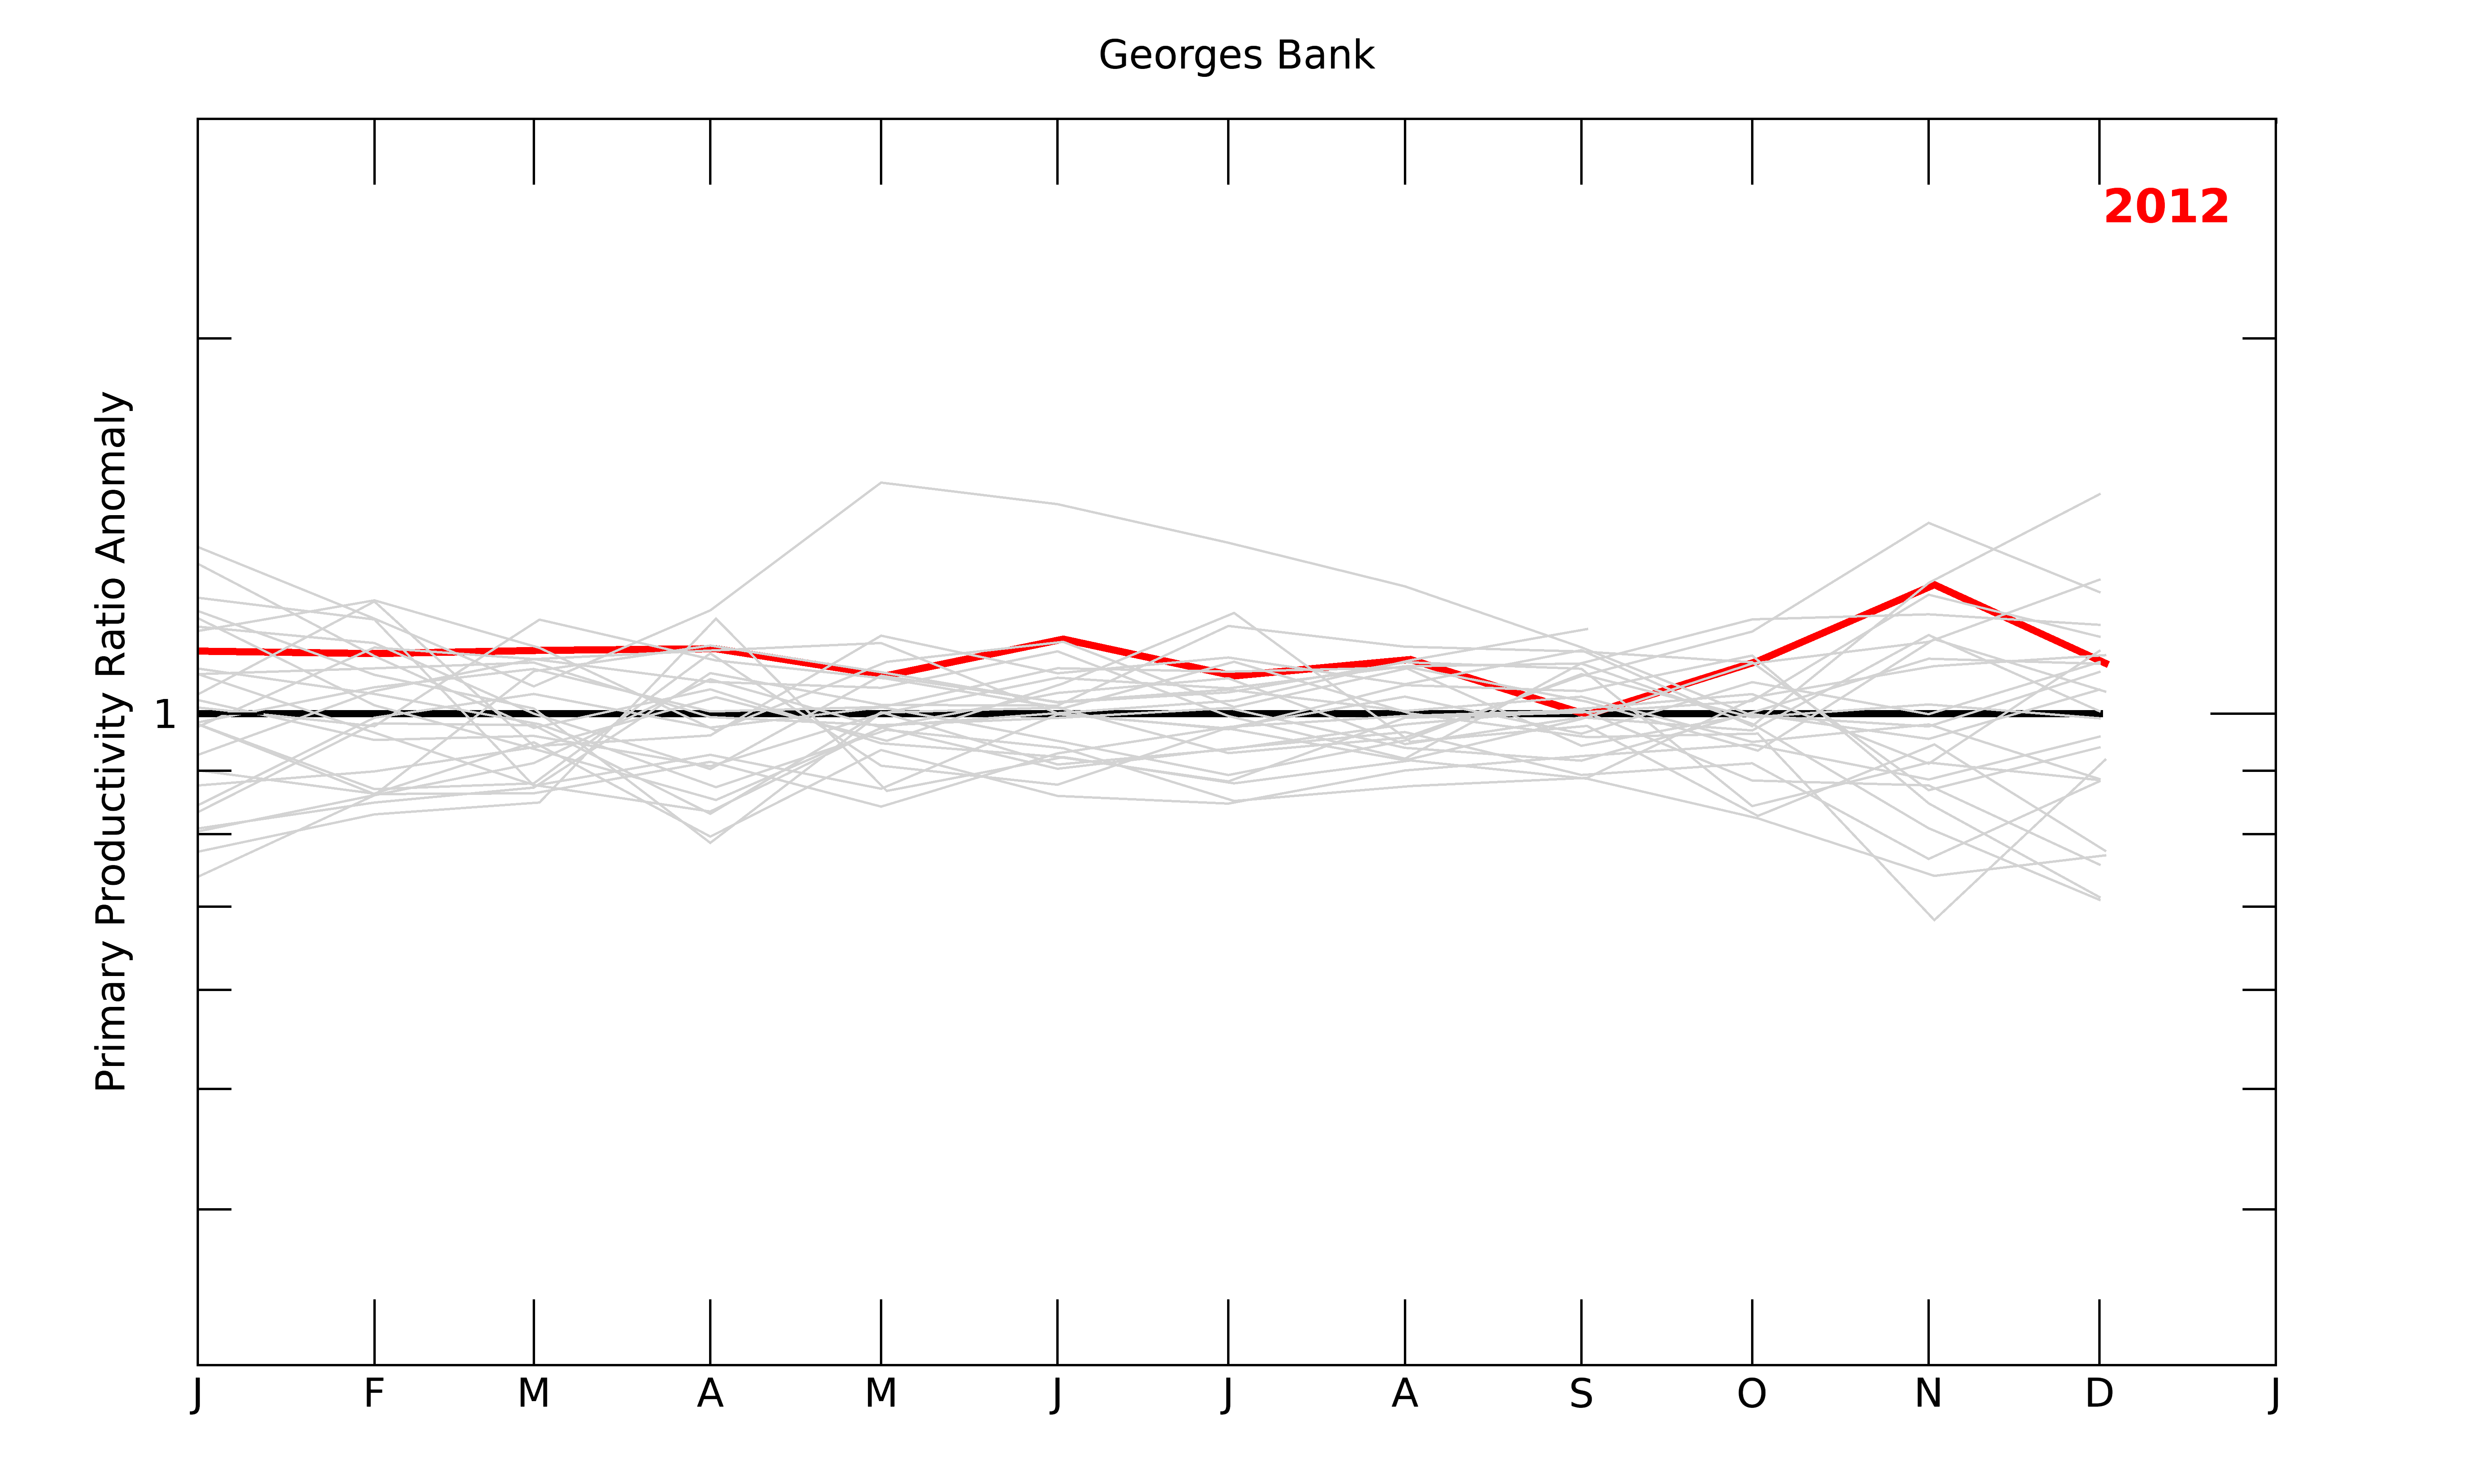 Georges Bank
2012
Primary Productivity Ratio Anomaly
1
J F M A M J J A S O N D J